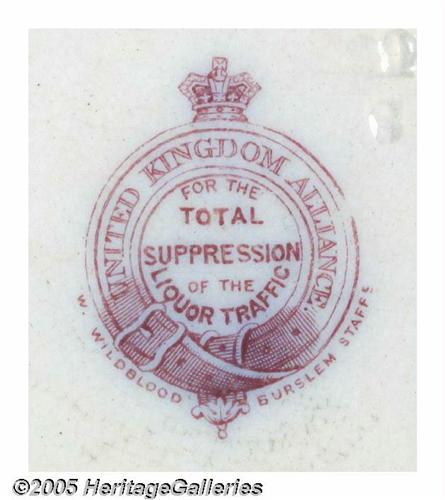 UNITED KINGDOM ALLIANCE.
FOR THE
TOTAL
SUPPRESSION
OF THE
LIQUOR TRAFFIC
W. WILDBLOOD BURSLEM STAFFS
©2005 HeritageGalleries